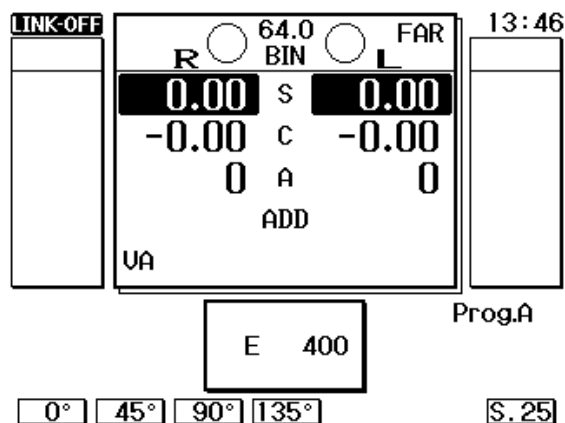 LINK-OFF 13:46
R 64.0 L FAR
BIN
0.00 S 0.00
-0.00 C -0.00
0 A 0
ADD
VA
Prog.A
E 400
0° 45° 90° 135° S.25